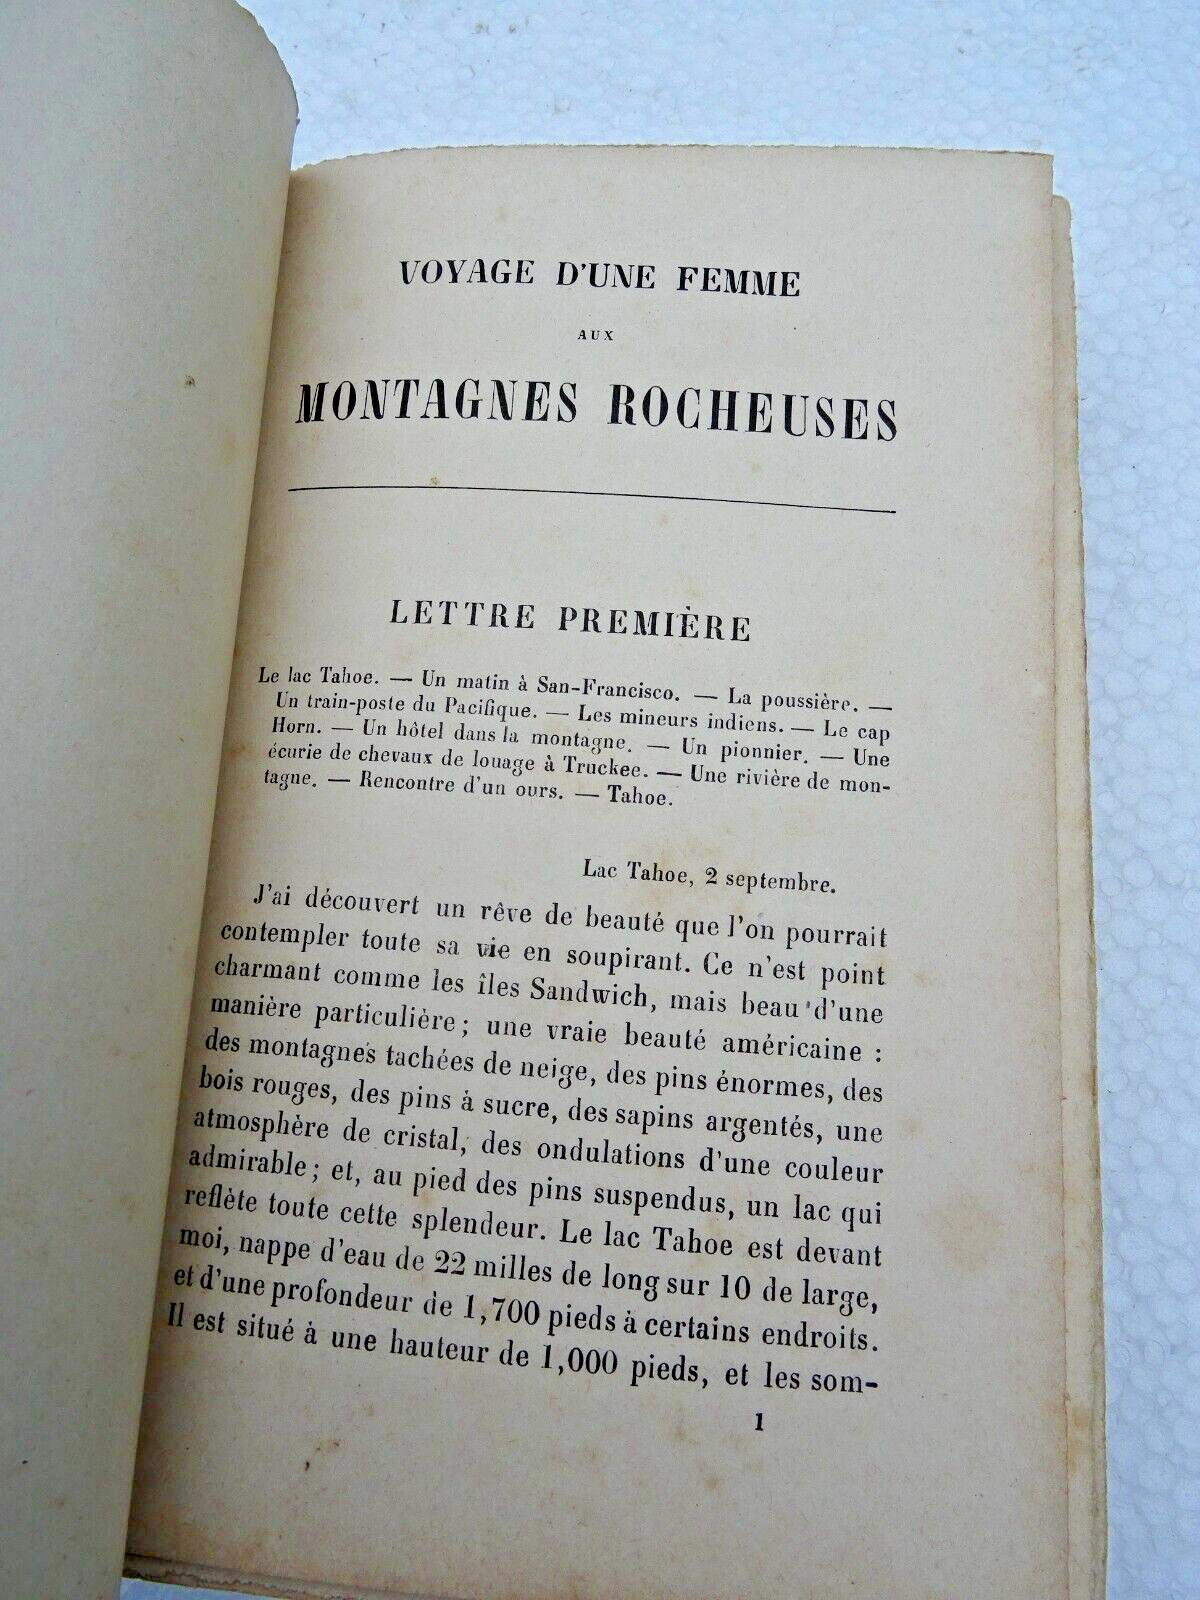 VOYAGE D'UNE FEMME
AUX
MONTAGNES ROCHEUSES
LETTRE PREMIÈRE
Le lac Tahoe. — Un matin à San-Francisco. — La poussière. —
Un train-poste du Pacifique. — Les mineurs indiens. — Le cap
Horn. — Un hôtel dans la montagne. — Un pionnier. — Une
écurie de chevaux de louage à Truckee. — Une rivière de mon-
tagne. — Rencontre d'un ours. — Tahoe.
Lac Tahoe, 2 septembre.
J'ai découvert un rêve de beauté que l'on pourrait
contempler toute sa vie en soupirant. Ce n'est point
charmant comme les îles Sandwich, mais beau d'une
manière particulière ; une vraie beauté américaine :
des montagnes tachées de neige, des pins énormes, des
bois rouges, des pins à sucre, des sapins argentés, une
atmosphère de cristal, des ondulations d'une couleur
admirable ; et, au pied des pins suspendus, un lac qui
reflète toute cette splendeur. Le lac Tahoe est devant
moi, nappe d'eau de 22 milles de long sur 10 de large,
et d'une profondeur de 1,700 pieds à certains endroits.
Il est situé à une hauteur de 1,000 pieds, et les som-
1